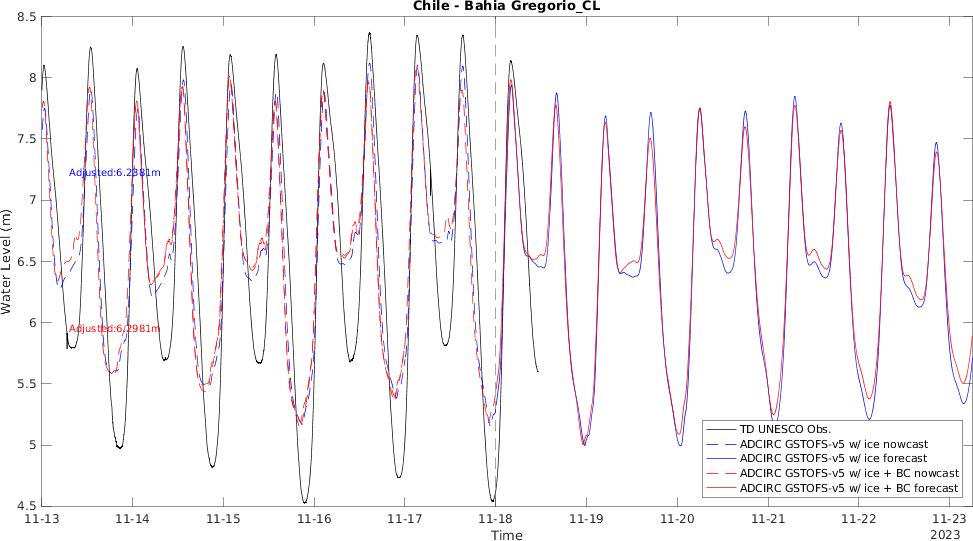 Chile - Bahia Gregorio_CL
8.5
8
7.5
7
6.5
6
5.5
5
4.5
Water Level (m)
Adjusted:6.2381m
Adjusted:6.2981m
TD UNESCO Obs.
ADCIRC GSTOFS-v5 w/ ice nowcast
ADCIRC GSTOFS-v5 w/ ice forecast
ADCIRC GSTOFS-v5 w/ ice + BC nowcast
ADCIRC GSTOFS-v5 w/ ice + BC forecast
11-13 11-14 11-15 11-16 11-17 11-18 11-19 11-20 11-21 11-22 11-23
2023
Time